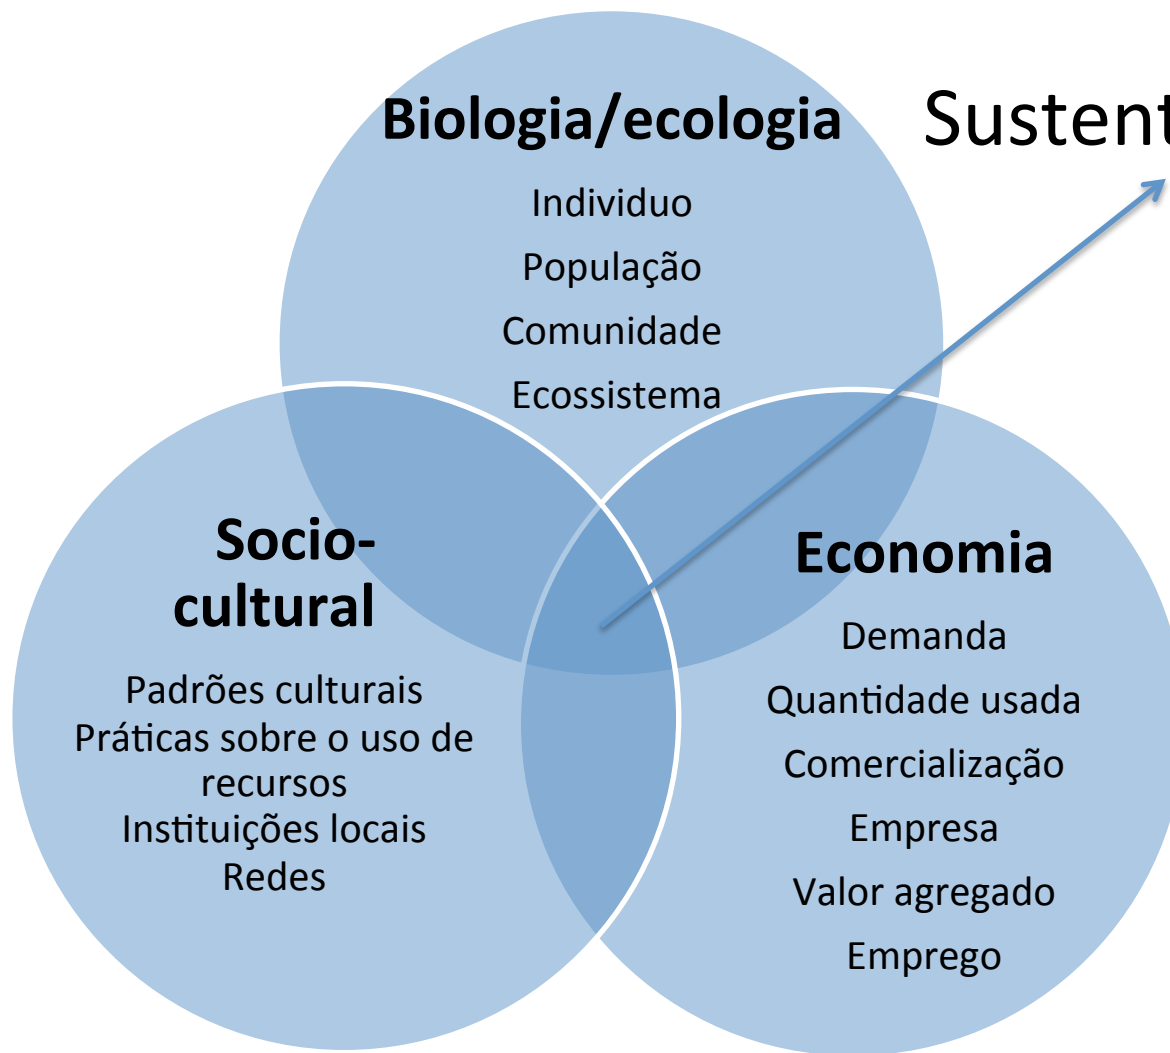 Biologia/ecologia
Sustent
Individuo
População
Comunidade
Ecossistema
Socio-
cultural
Padrões culturais
Práticas sobre o uso de
recursos
Instituições locais
Redes
Economia
Demanda
Quantidade usada
Comercialização
Empresa
Valor agregado
Emprego